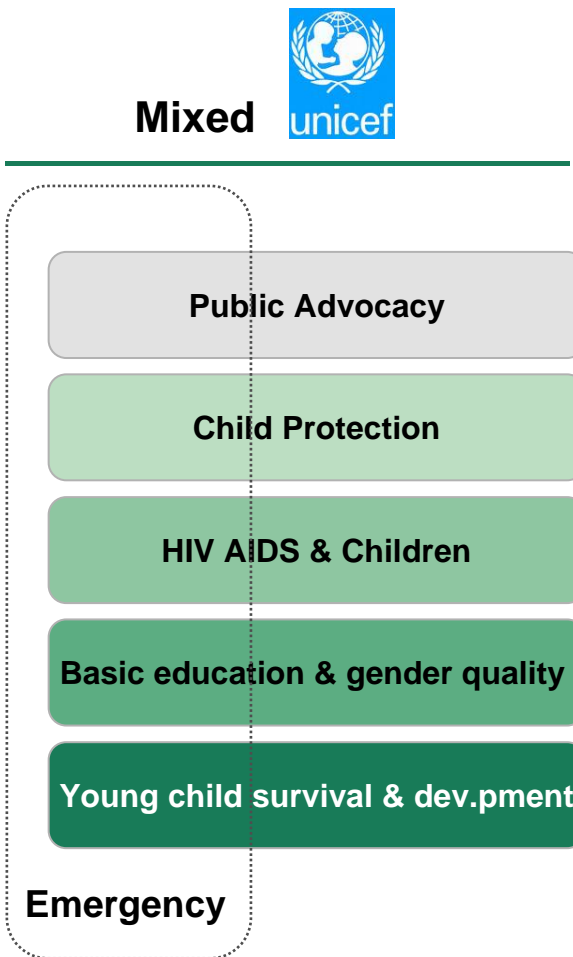 Mixed
unicef
Public Advocacy
Child Protection
HIV AIDS & Children
Basic education & gender quality
Young child survival & dev.pment
Emergency